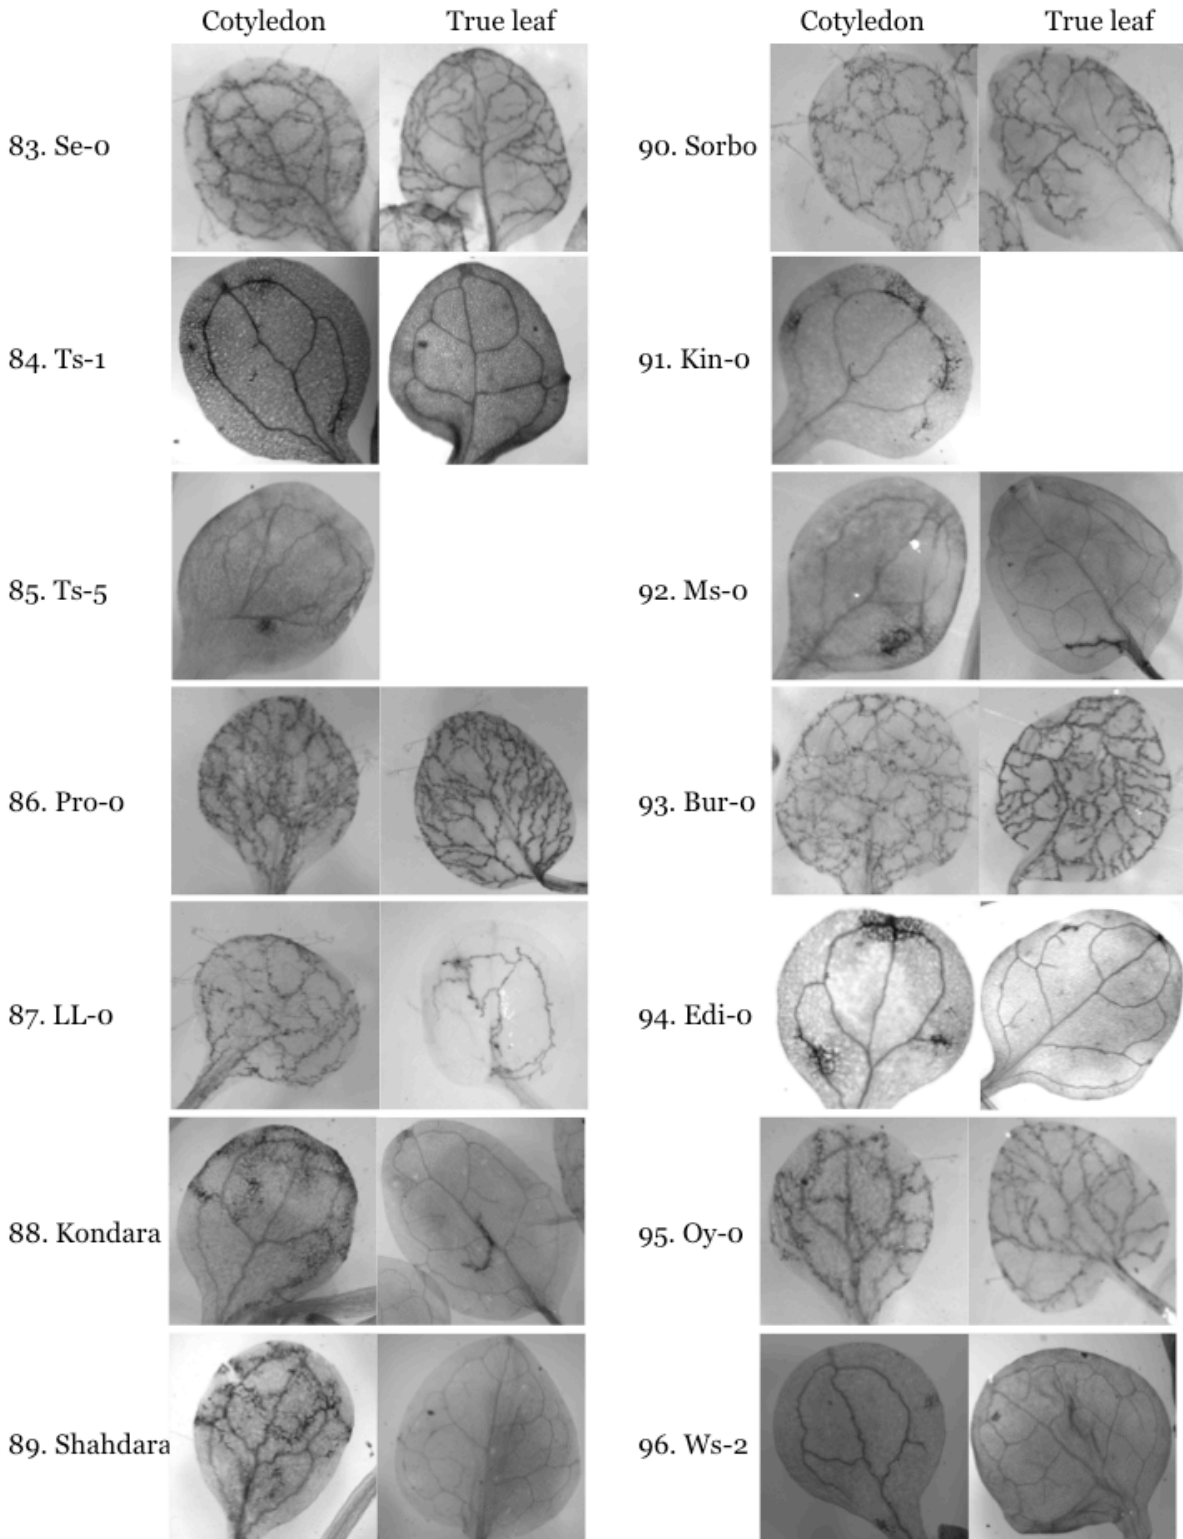 Cotyledon True leaf Cotyledon True leaf
83. Se-0 90. Sorbo
84. Ts-1 91. Kin-0
85. Ts-5 92. Ms-0
86. Pro-0 93. Bur-0
87. LL-0 94. Edi-0
88. Kondara 95. Oy-0
89. Shahdara 96. Ws-2